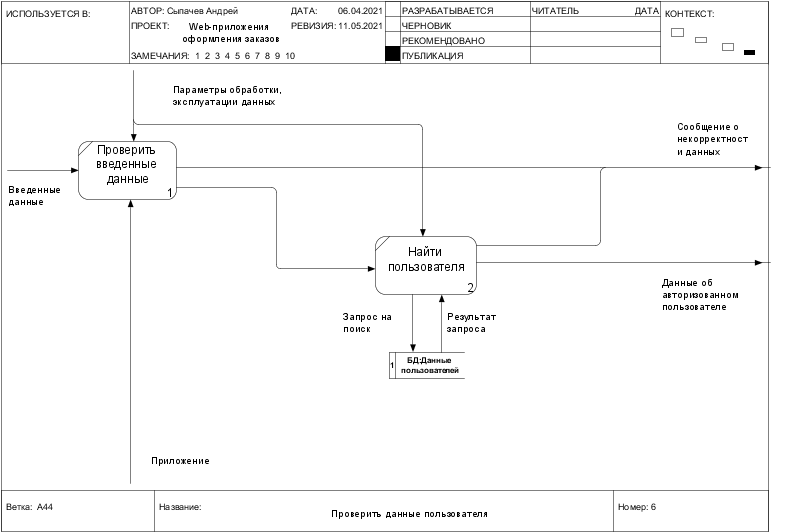 ИСПОЛЬЗУЕТСЯ В:
АВТОР: Сыпачев Андрей
ДАТА: 06.04.2021
ПРОЕКТ: Web-приложения
оформления заказов
РЕВИЗИЯ: 11.05.2021
ЗАМЕЧАНИЯ: 1 2 3 4 5 6 7 8 9 10
РАЗРАБАТЫВАЕТСЯ
ЧЕРНОВИК
РЕКОМЕНДОВАНО
ПУБЛИКАЦИЯ
ЧИТАТЕЛЬ
ДАТА
КОНТЕКСТ:
Параметры обработки,
эксплуатации данных
Сообщение о
некорректност
и данных
Проверить
введенные
данные
1
Введенные
данные
Найти
пользователя
2
Данные об
авторизованном
пользователе
Запрос на
поиск
Результат
запроса
1
БД:Данные
пользователей
Приложение
Ветка: A44
Название:
Проверить данные пользователя
Номер: 6